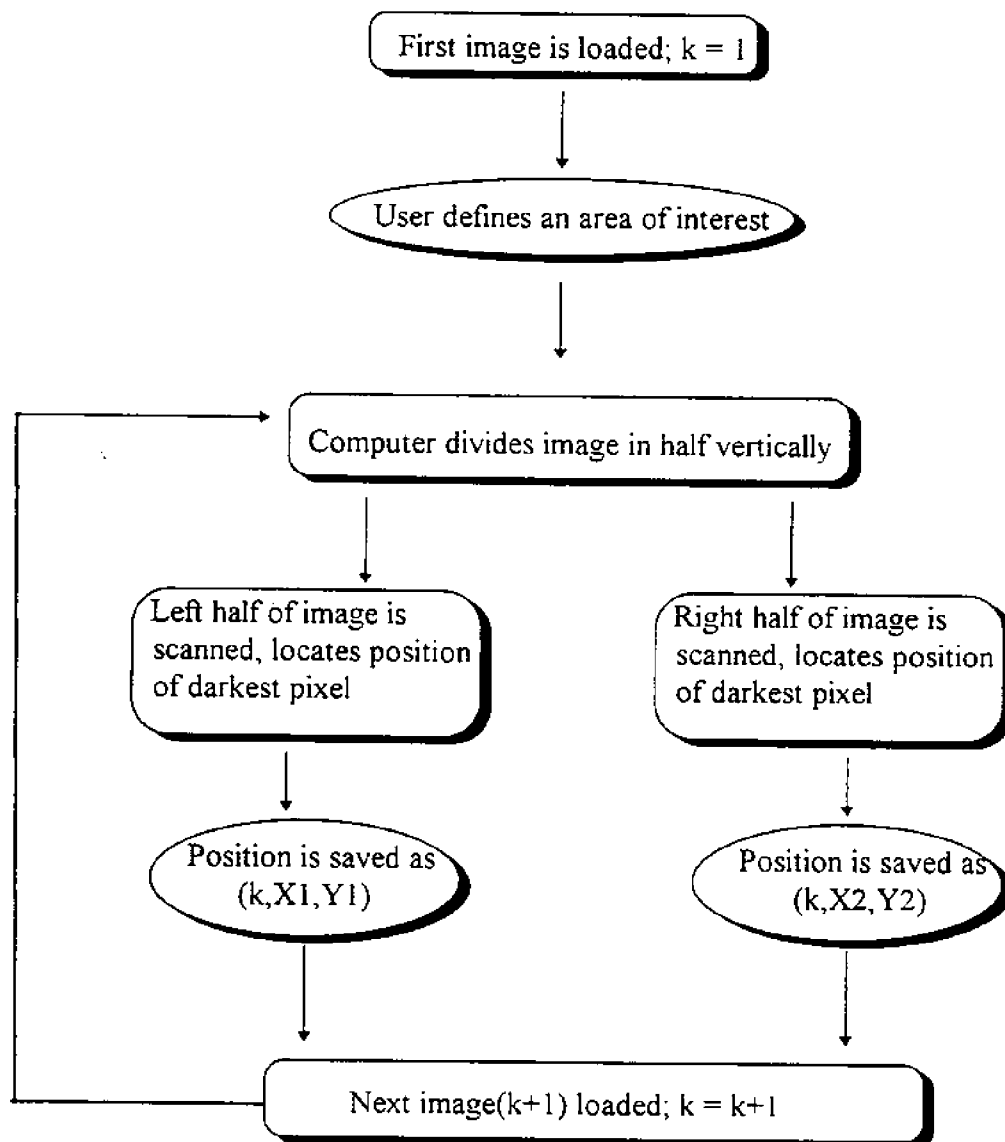 First image is loaded; k = 1
User defines an area of interest
Computer divides image in half vertically
Left half of image is
scanned, locates position
of darkest pixel
Right half of image is
scanned, locates position
of darkest pixel
Position is saved as
(k,X1,Y1)
Position is saved as
(k,X2,Y2)
Next image(k+1) loaded; k = k+1